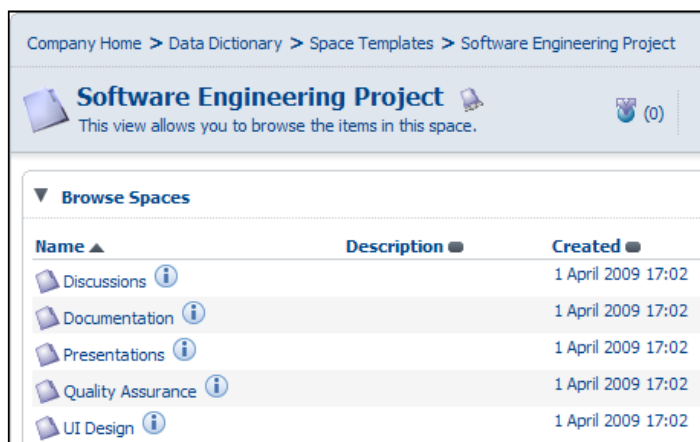 Company Home > Data Dictionary > Space Templates > Software Engineering Project
Software Engineering Project
This view allows you to browse the items in this space.
(0)
Browse Spaces
Name Description Created
Discussions 1 April 2009 17:02
Documentation 1 April 2009 17:02
Presentations 1 April 2009 17:02
Quality Assurance 1 April 2009 17:02
UI Design 1 April 2009 17:02